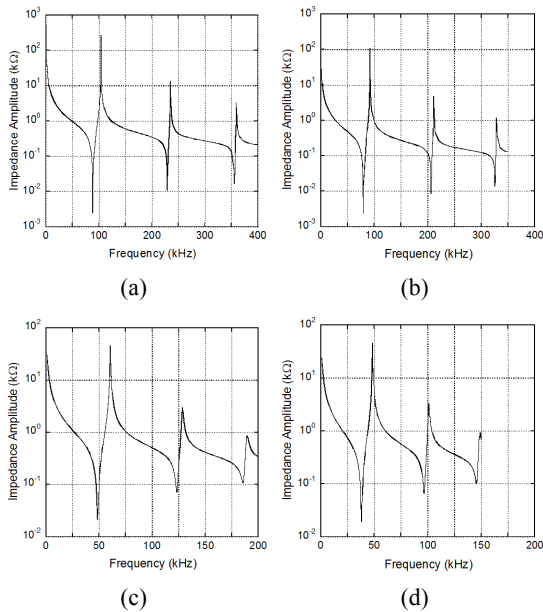 10³
10²
10¹
10⁰
10⁻¹
10⁻²
10⁻³
Impedance Amplitude (kΩ)
0 100 200 300 400
Frequency (kHz)
(a)
10³
10²
10¹
10⁰
10⁻¹
10⁻²
10⁻³
Impedance Amplitude (kΩ)
0 100 200 300 400
Frequency (kHz)
(b)
10²
10¹
10⁰
10⁻¹
10⁻²
Impedance Amplitude (kΩ)
0 50 100 150 200
Frequency (kHz)
(c)
10²
10¹
10⁰
10⁻¹
10⁻²
Impedance Amplitude (kΩ)
0 50 100 150 200
Frequency (kHz)
(d)